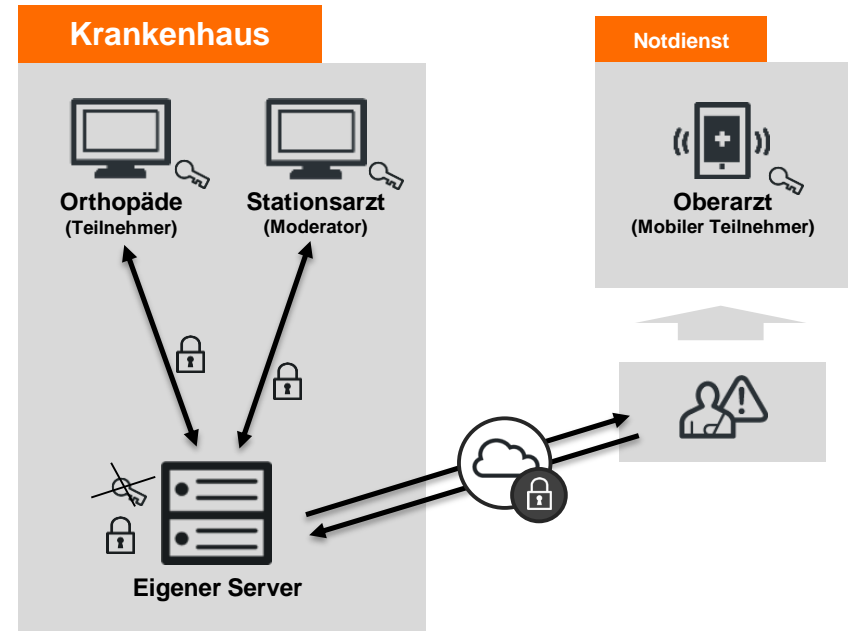 Krankenhaus
Notdienst
Orthopäde
(Teilnehmer)
Stationsarzt
(Moderator)
Oberarzt
(Mobiler Teilnehmer)
Eigener Server